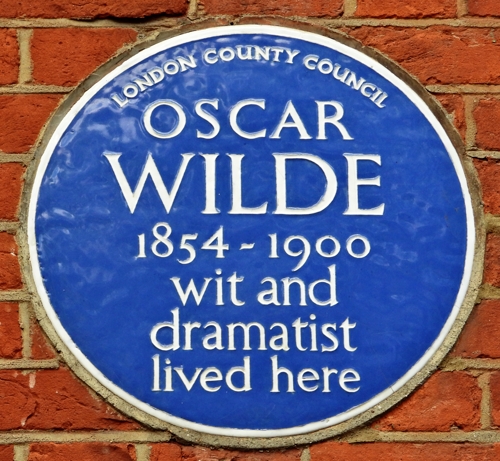 LONDON COUNTY COUNCIL
OSCAR
WILDE
1854 - 1900
wit and
dramatist
lived here